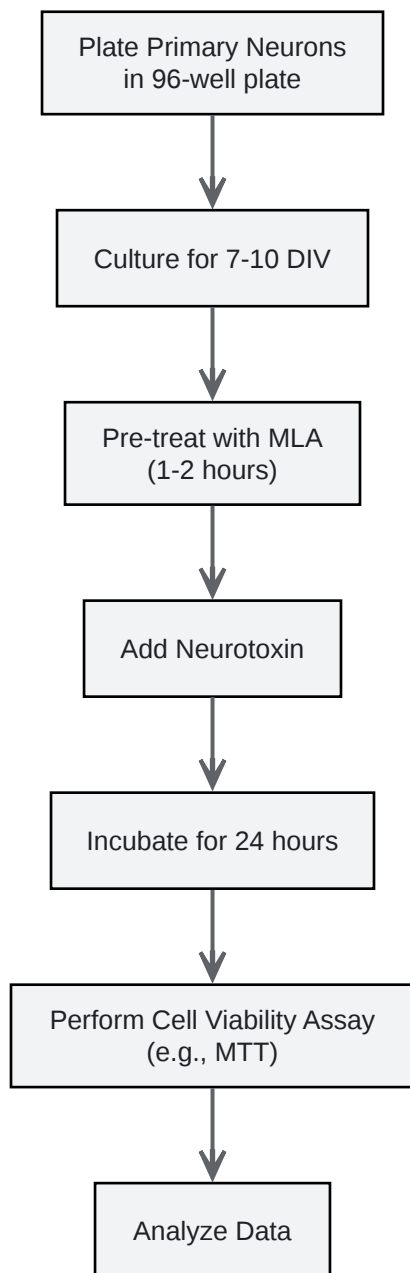 Plate Primary Neurons
in 96-well plate
Culture for 7-10 DIV
Pre-treat with MLA
(1-2 hours)
Add Neurotoxin
Incubate for 24 hours
Perform Cell Viability Assay
(e.g., MTT)
Analyze Data